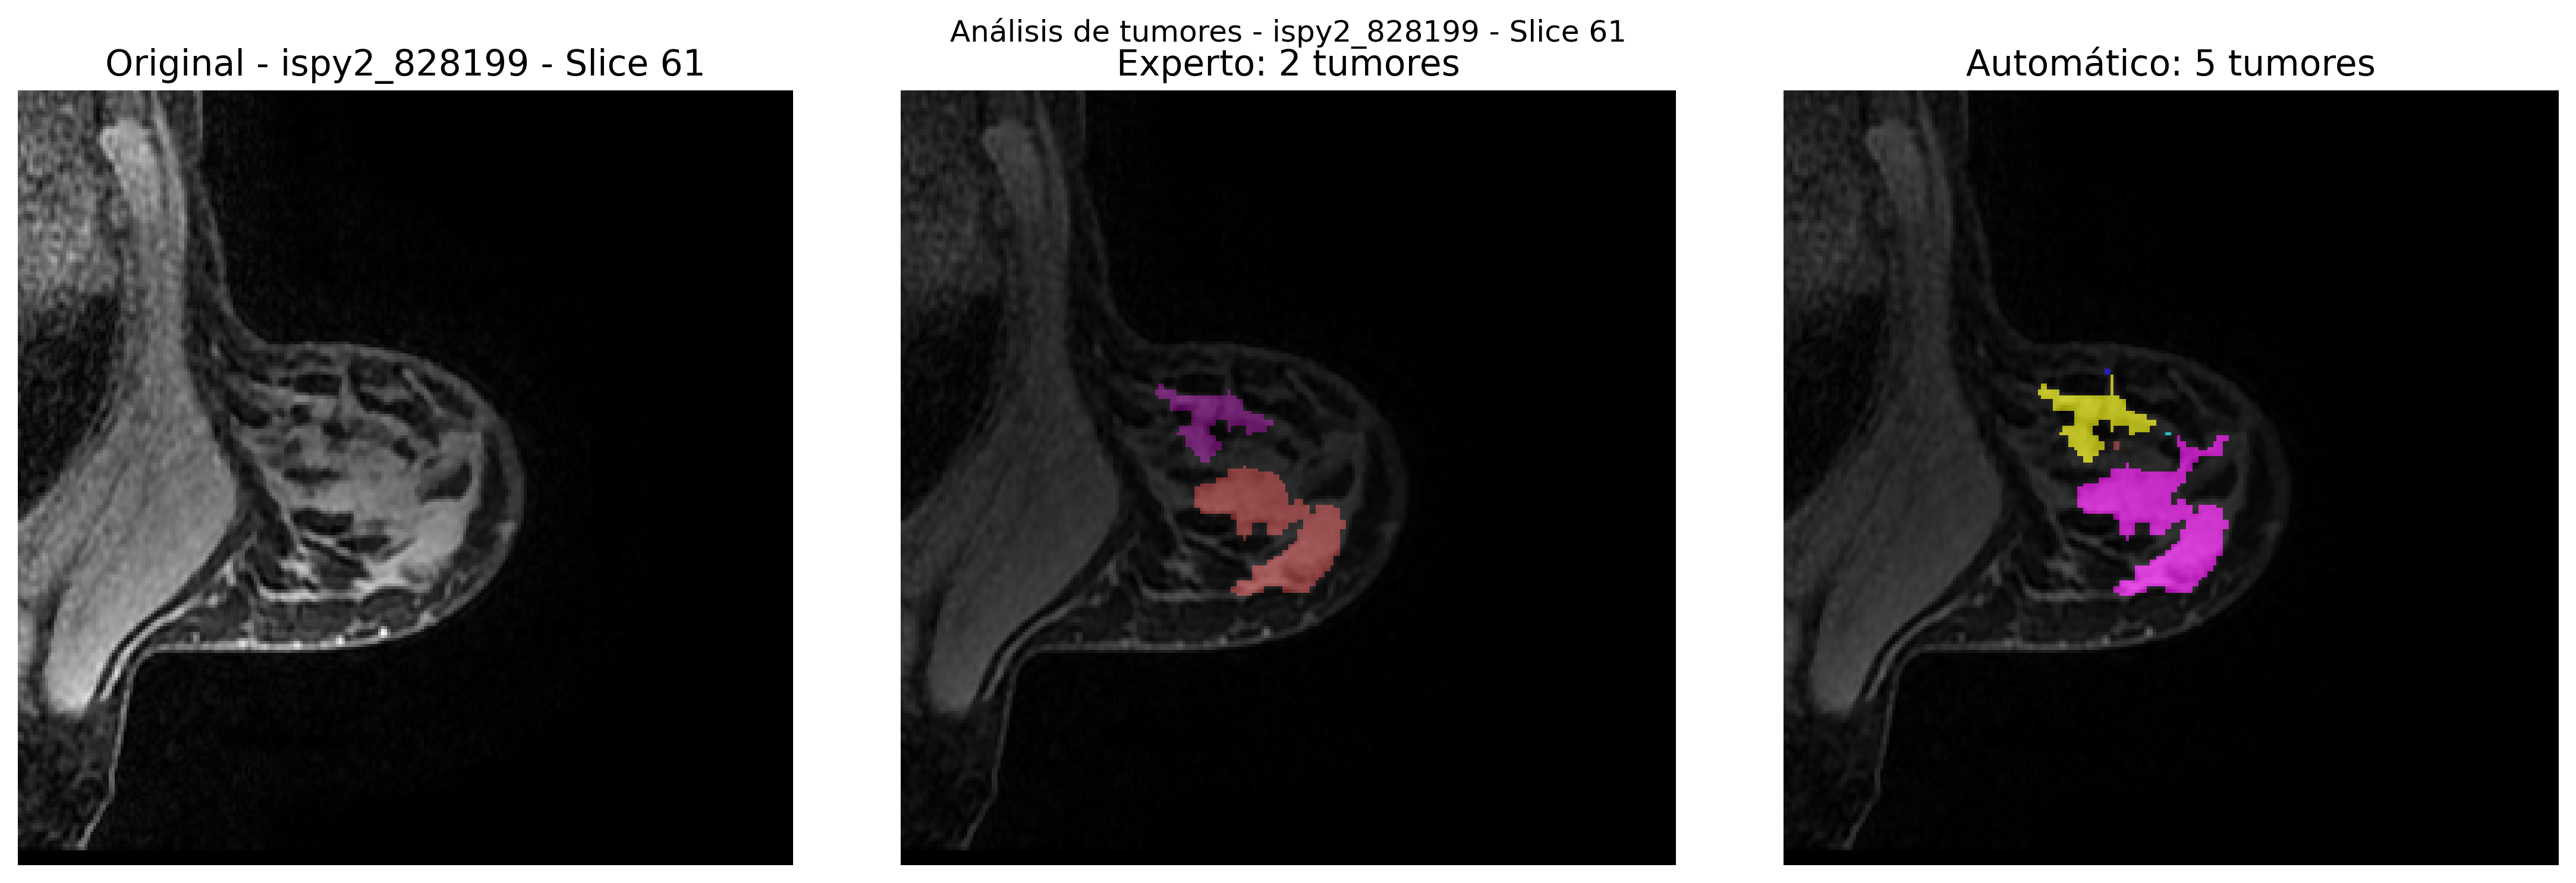 Análisis de tumores - ispy2_828199 - Slice 61
Original - ispy2_828199 - Slice 61
Experto: 2 tumores
Automático: 5 tumores